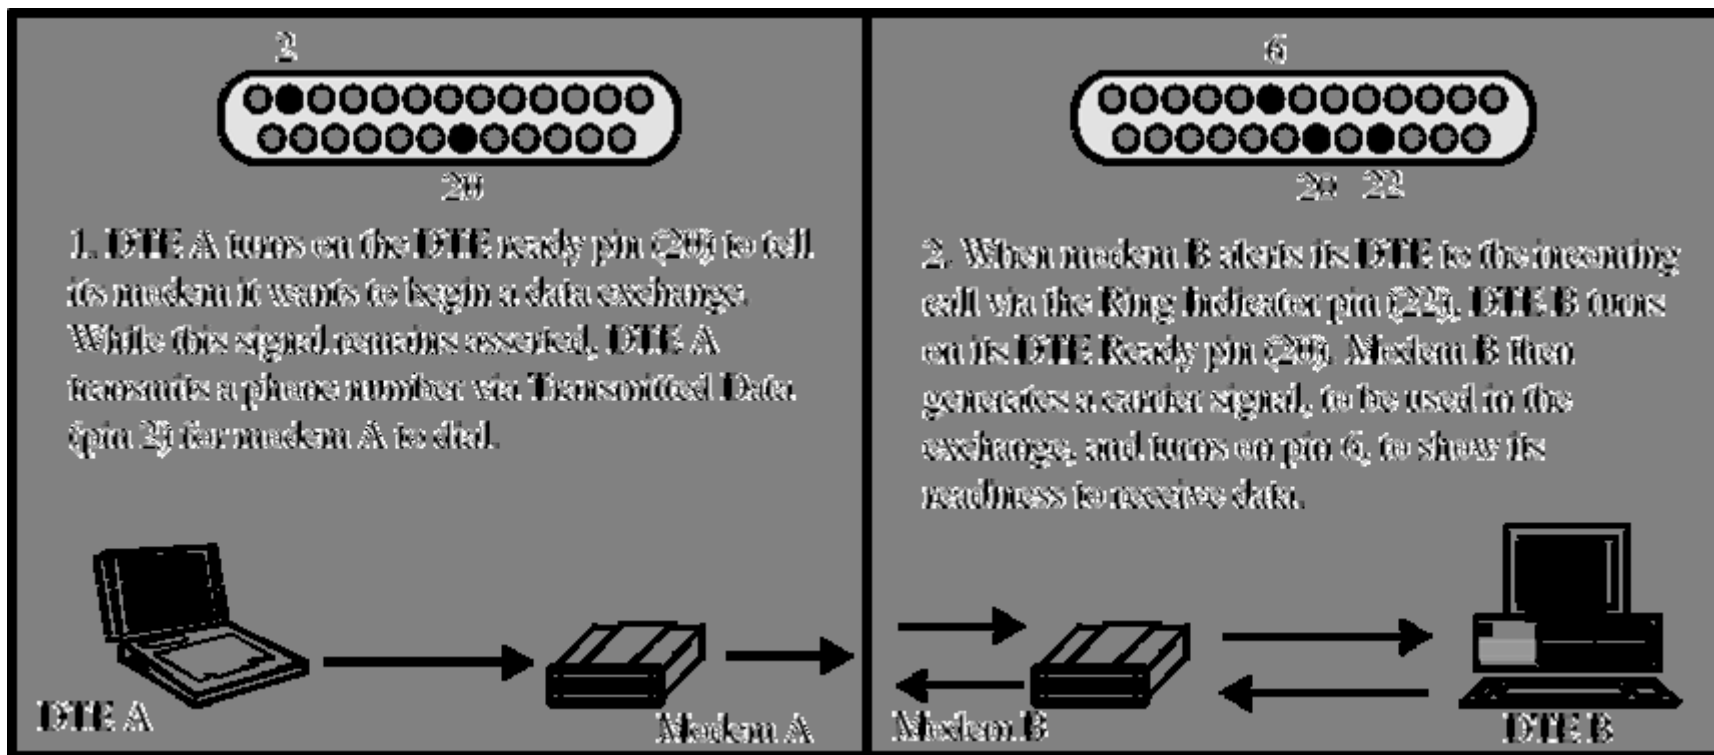 2
20
1. DTE A turns on the DTE ready pin (20) to tell
its modem it wants to begin a data exchange.
While this signal remains asserted, DTE A
transmits a phone number via Transmitted Data
(pin 2) for modem A to dial.
DTE A
Modem A
6
20 22
2. When modem B alerts its DTE to the incoming
call via the Ring Indicator pin (22), DTE B turns
on its DTE Ready pin (20). Modem B then
generates a carrier signal, to be used in the
exchange, and turns on pin 6, to show its
readiness to receive data.
Modem B
DTE B